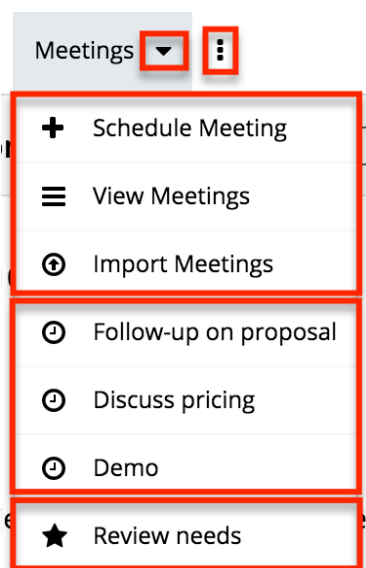 Meetings
Schedule Meeting
View Meetings
Import Meetings
Follow-up on proposal
Discuss pricing
Demo
Review needs